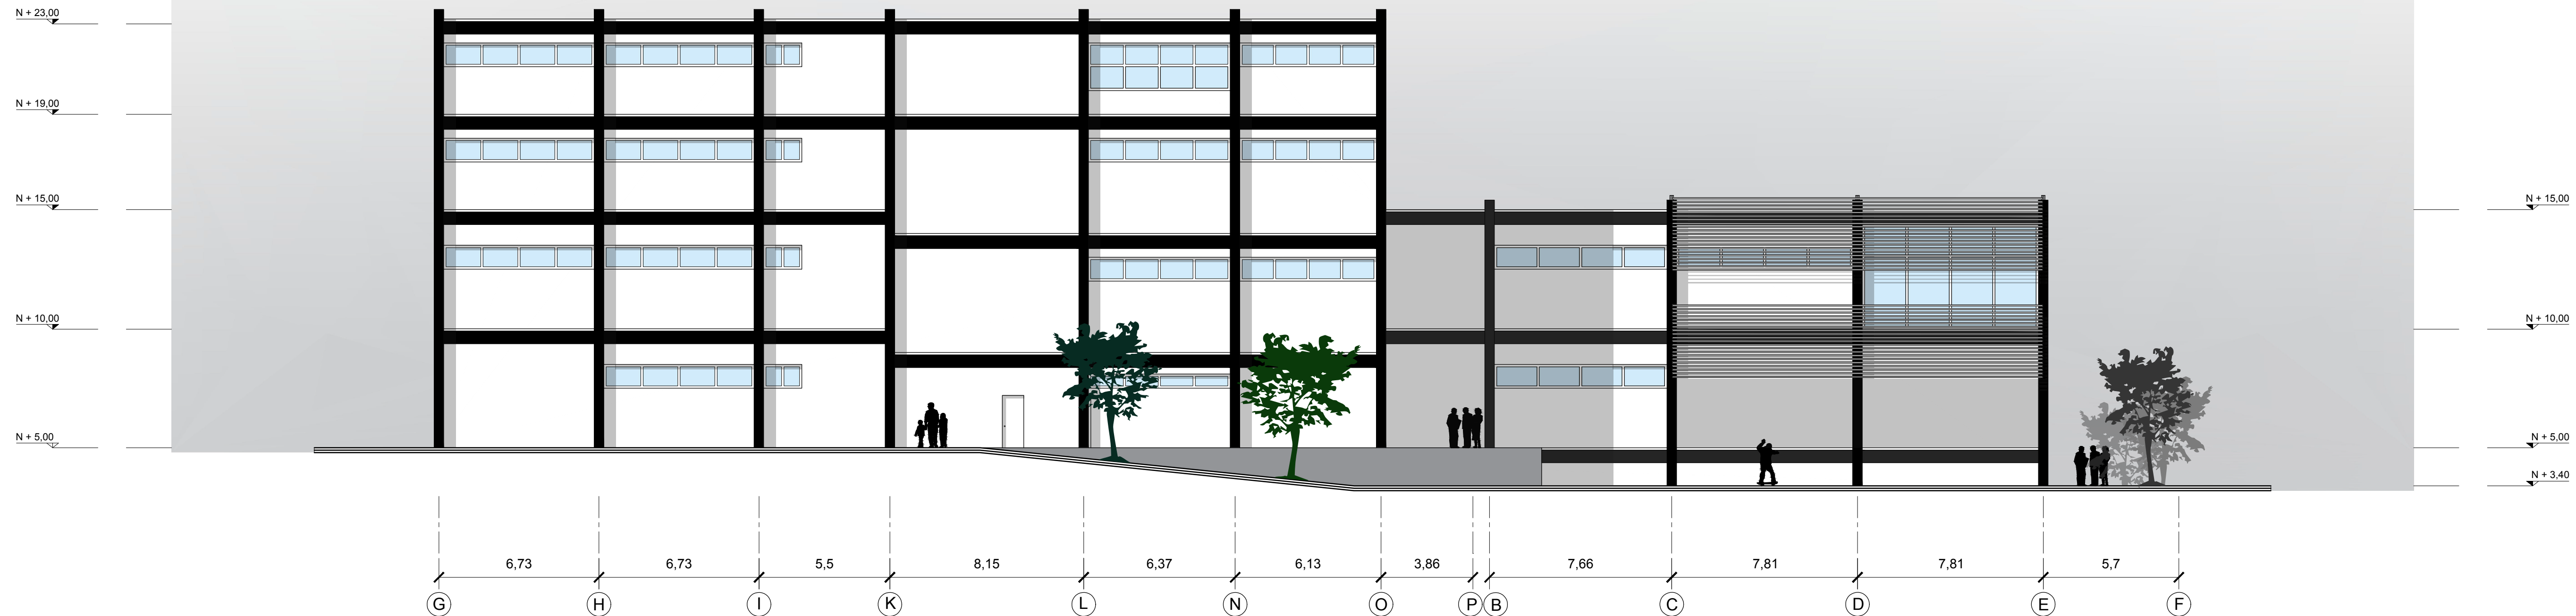 N + 23,00
N + 19,00
N + 15,00
N + 15,00
N + 10,00
N + 10,00
N + 5,00
N + 5,00
N + 3,40
6,73 6,73 5,5 8,15 6,37 6,13 3,86 7,66 7,81 7,81 5,7
G H I K L N O P B C D E F